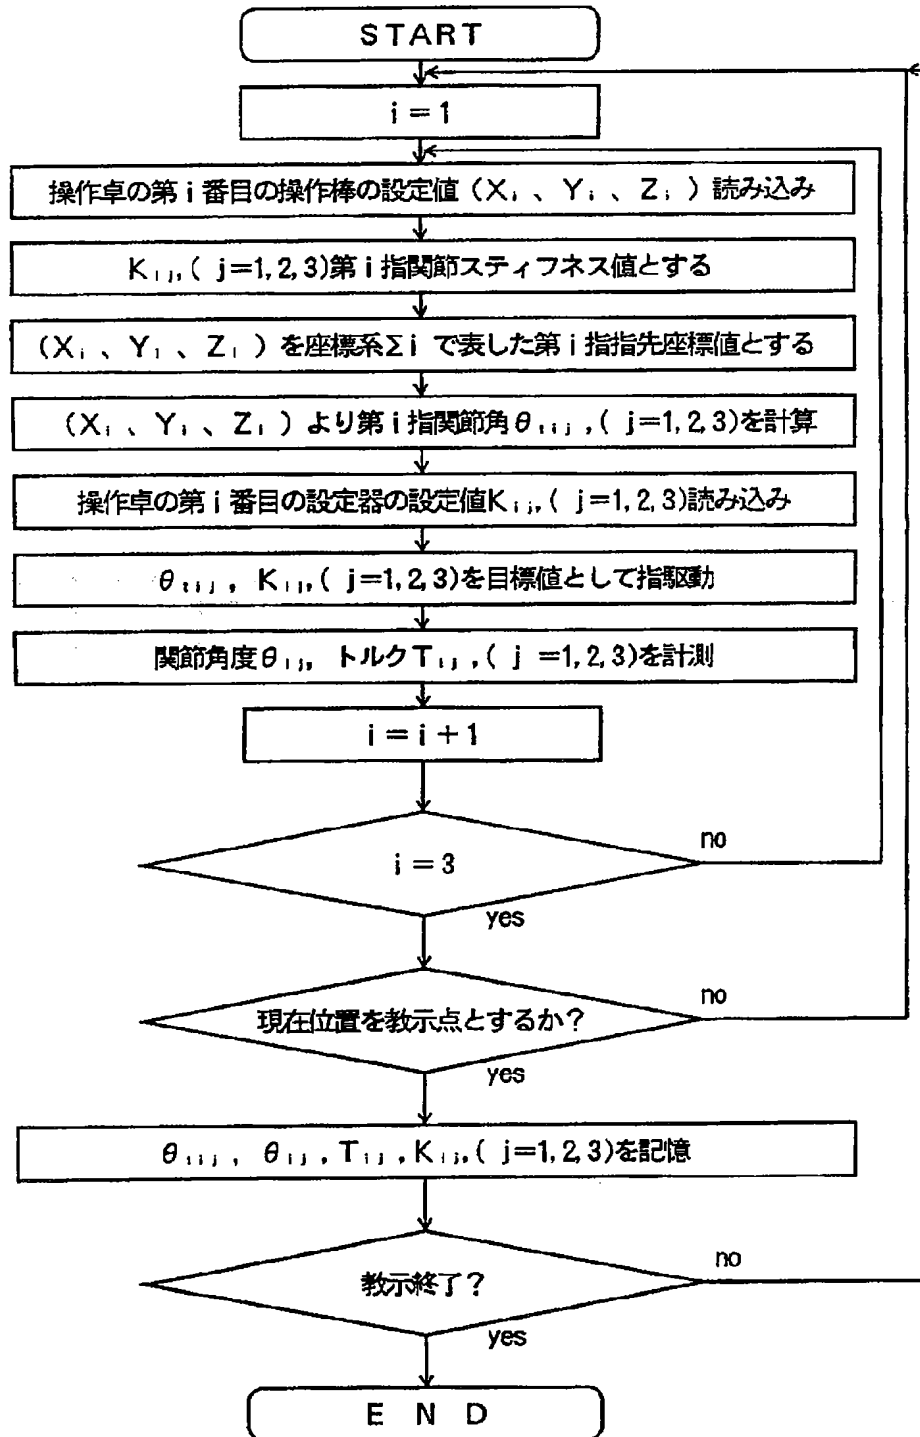 START
i=1
操作卓の第i番目の操作棒の設定値(Xi、Yi、Zi)読み込み
Kij,( j=1,2,3)第i指関節スティフネス値とする
(Xi、Yi、Zi)を座標系Σiで表した第i指指先座標値とする
(Xi、Yi、Zi)より第i指関節角θtij,( j=1,2,3)を計算
操作卓の第i番目の設定器の設定値Kij,( j=1,2,3)読み込み
θtij, Kij,( j=1,2,3)を目標値として指駆動
関節角度θij, トルクTij,( j =1,2,3)を計測
i=i+1
no
i=3
yes
no
現在位置を教示点とするか?
yes
θtij, θij,Tij,Kij,( j=1,2,3)を記憶
no
教示終了?
yes
E N D